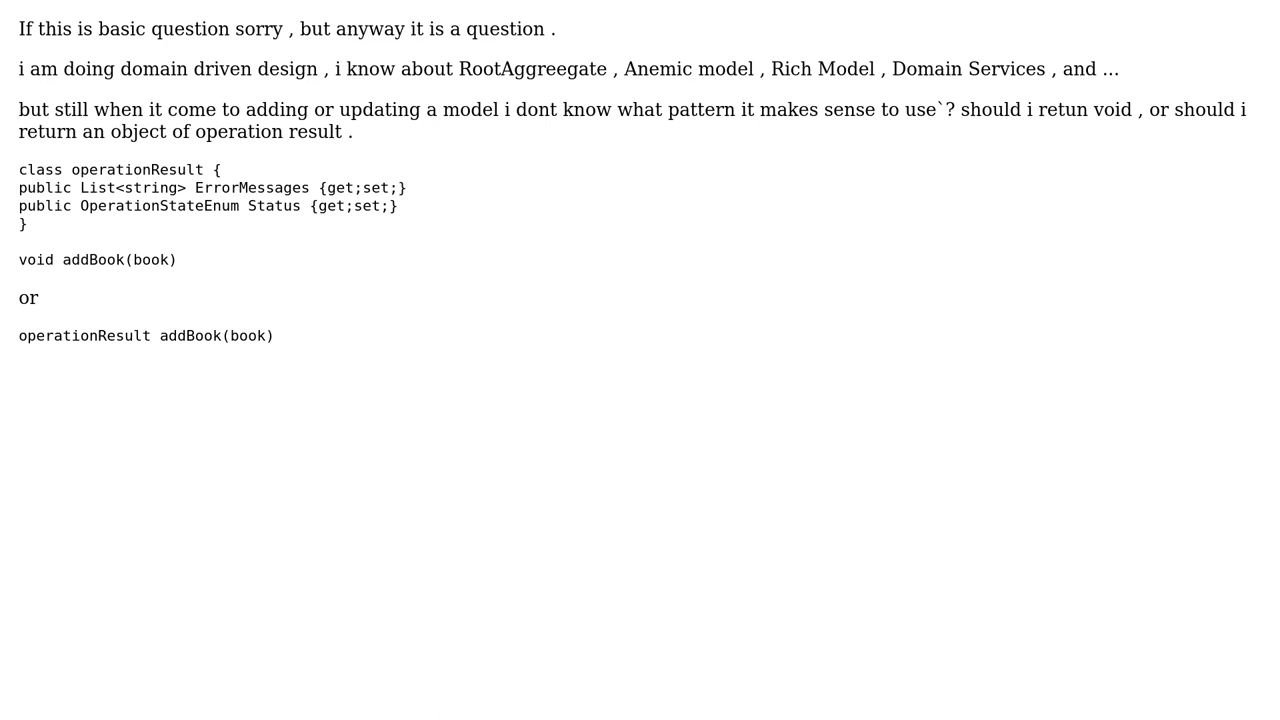 If this is basic question sorry , but anyway it is a question .
i am doing domain driven design , i know about RootAggreegate , Anemic model , Rich Model , Domain Services , and ...
but still when it come to adding or updating a model i dont know what pattern it makes sense to use`? should i retun void , or should i
return an object of operation result .
class operationResult {
public List<string> ErrorMessages {get;set;}
public OperationStateEnum Status {get;set;}
}
void addBook(book)
or
operationResult addBook(book)